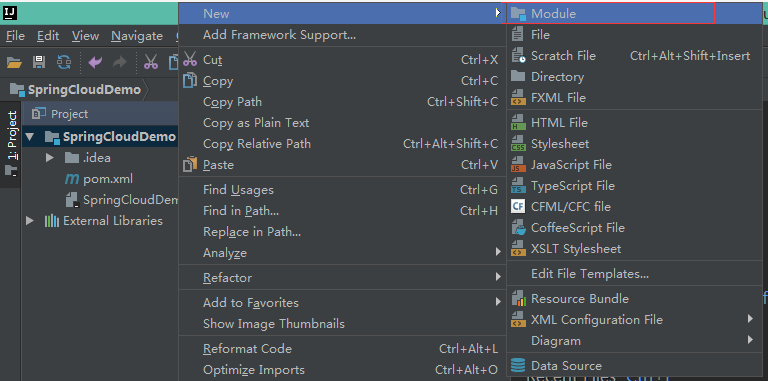 IJ
File Edit View Navigate
SpringCloudDemo
1: Project
Project
SpringCloudDemo
.idea
m pom.xml
SpringCloudDem
External Libraries
New
Add Framework Support...
Cut Ctrl+X
Copy Ctrl+C
Copy Path Ctrl+Shift+C
Copy as Plain Text
Copy Relative Path Ctrl+Alt+Shift+C
Paste Ctrl+V
Find Usages Ctrl+G
Find in Path... Ctrl+H
Replace in Path...
Analyze
Refactor
Add to Favorites
Show Image Thumbnails
Reformat Code Ctrl+Alt+L
Optimize Imports Ctrl+Alt+O
Module
File
Scratch File Ctrl+Alt+Shift+Insert
Directory
FXML File
HTML File
Stylesheet
JavaScript File
TypeScript File
CFML/CFC file
CoffeeScript File
XSLT Stylesheet
Edit File Templates...
Resource Bundle
XML Configuration File
Diagram
Data Source